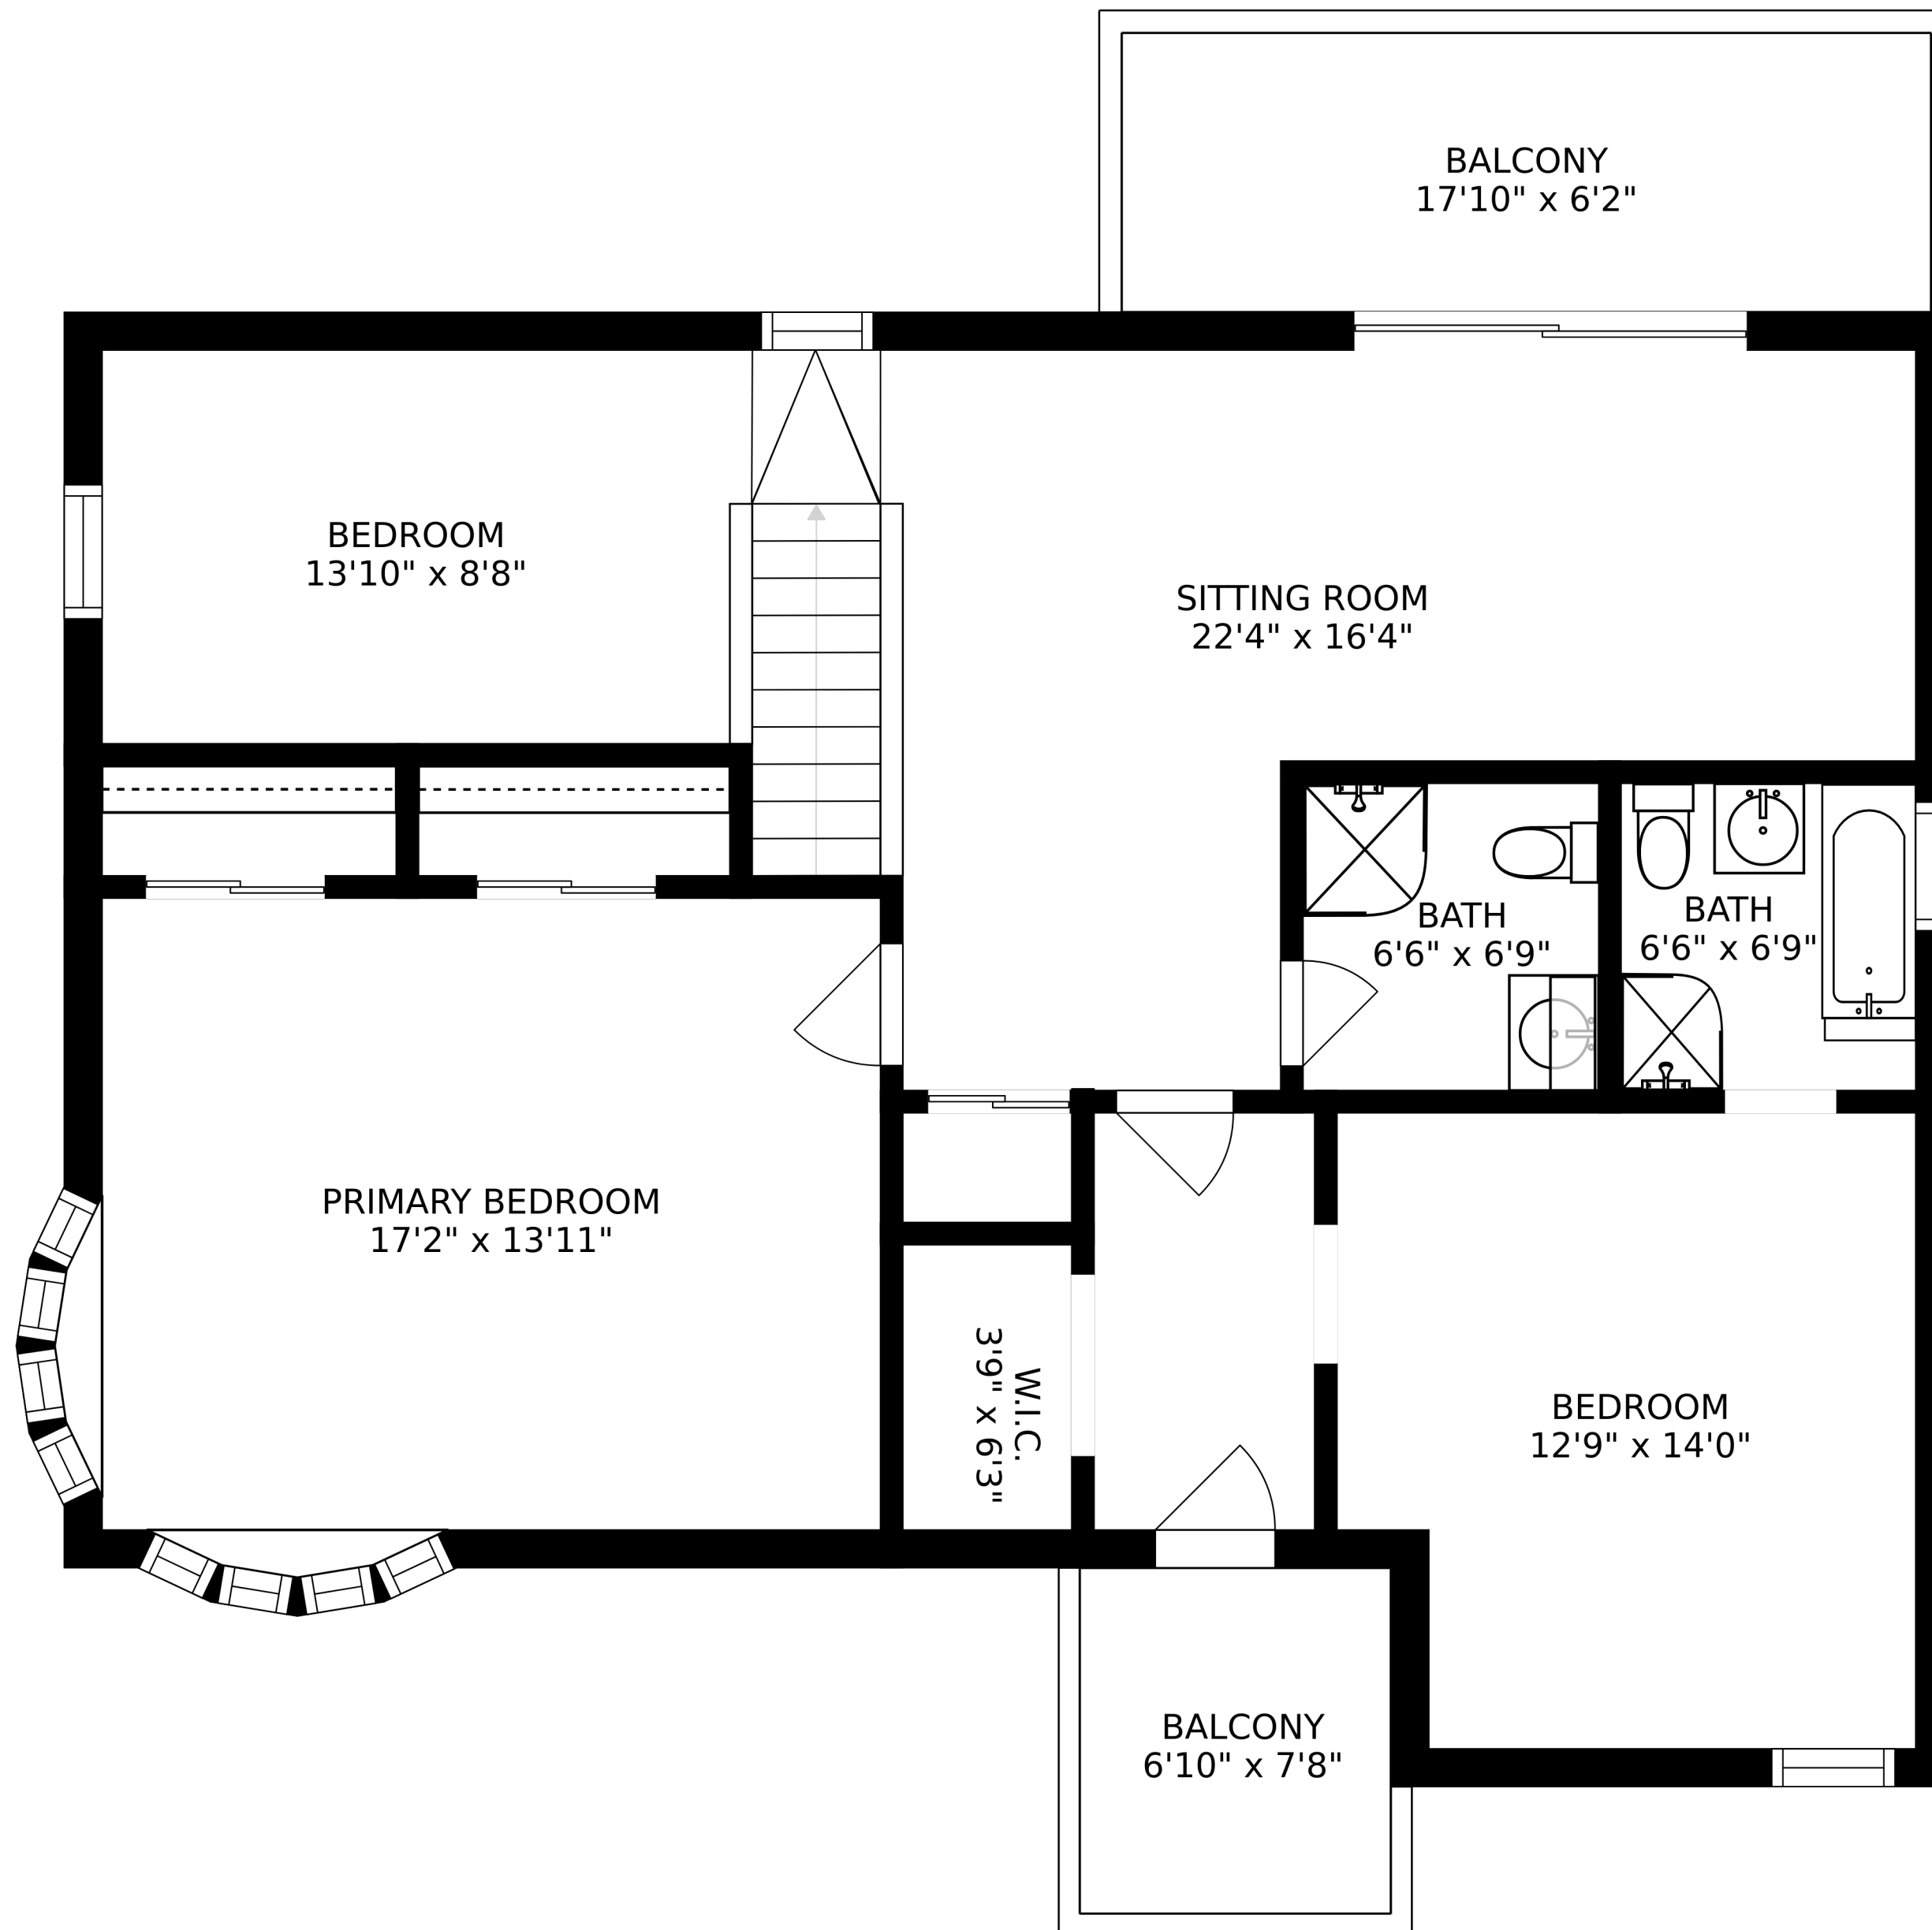 BALCONY
17'10" x 6'2"
BEDROOM
13'10" x 8'8"
SITTING ROOM
22'4" x 16'4"
BATH
6'6" x 6'9"
BATH
6'6" x 6'9"
PRIMARY BEDROOM
17'2" x 13'11"
W.I.C.
3'9" x 6'3"
BEDROOM
12'9" x 14'0"
BALCONY
6'10" x 7'8"